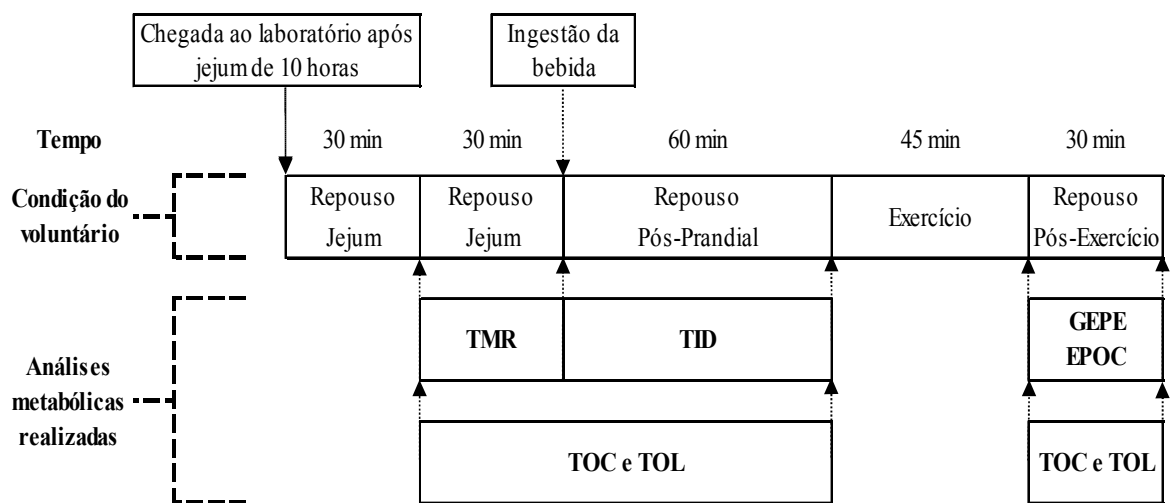 Chegada ao laboratório após
jejum de 10 horas
Ingestão da
bebida
Tempo
30 min
30 min
60 min
45 min
30 min
Condição do
voluntário
Repouso
Jejum
Repouso
Jejum
Repouso
Pós-Prandial
Exercício
Repouso
Pós-Exercício
Análises
metabólicas
realizadas
TMR
TID
GEPE
EPOC
TOC e TOL
TOC e TOL